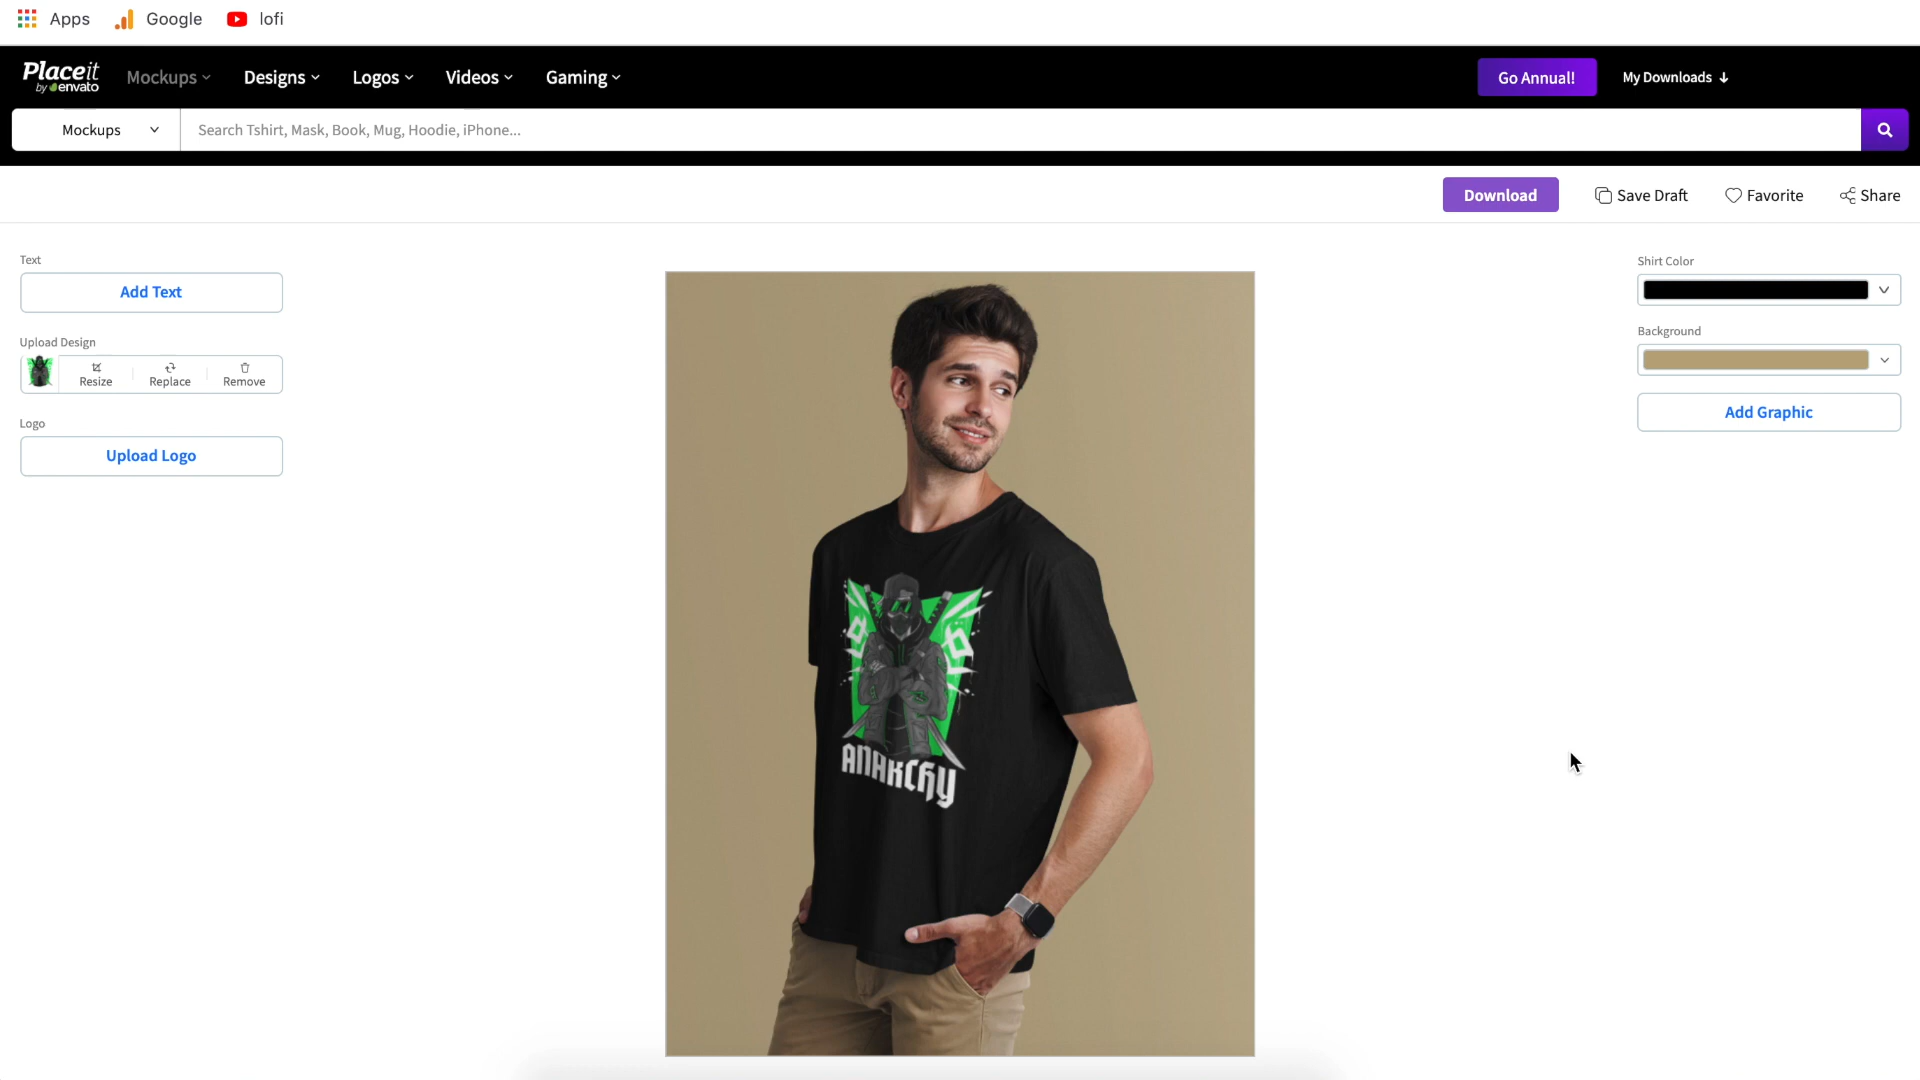 Apps Google lofi
Placeit by envato Mockups Designs Logos Videos Gaming Go Annual! My Downloads
Mockups Search Tshirt, Mask, Book, Mug, Hoodie, iPhone...
Download Save Draft Favorite Share
Text
Add Text
Upload Design
Resize Replace Remove
Logo
Upload Logo
Shirt Color
Background
Add Graphic
ANARCHY